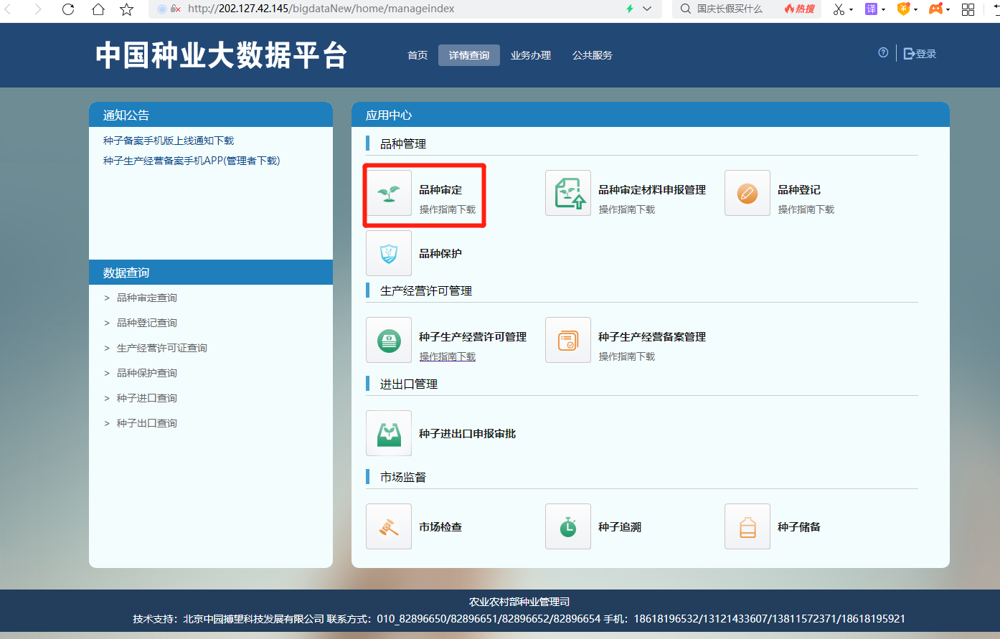 http://202.127.42.145/bigdataNew/home/manageindex
国庆长假买什么 热搜
译
中国种业大数据平台
首页 详情查询 业务办理 公共服务
登录
通知公告
种子备案手机版上线通知下载
种子生产经营备案手机APP(管理者下载)
数据查询
> 品种审定查询
> 品种登记查询
> 生产经营许可证查询
> 品种保护查询
> 种子进口查询
> 种子出口查询
应用中心
品种管理
品种审定
操作指南下载
品种审定材料申报管理
操作指南下载
品种登记
操作指南下载
品种保护
生产经营许可管理
种子生产经营许可管理
操作指南下载
种子生产经营备案管理
操作指南下载
进出口管理
种子进出口申报审批
市场监督
市场检查
种子追溯
种子储备
农业农村部种业管理司
技术支持：北京中园搏望科技发展有限公司 联系方式：010_82896650/82896651/82896652/82896654 手机：18618196532/13121433607/13811572371/18618195921